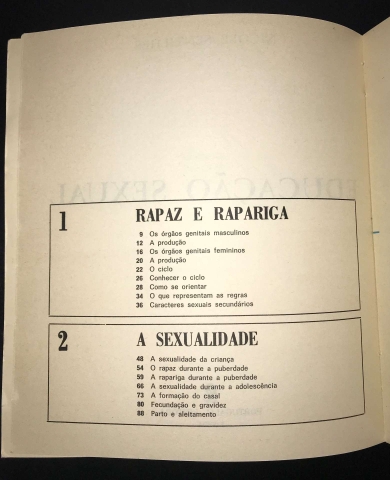 1
RAPAZ E RAPARIGA
9 Os órgãos genitais masculinos
12 A produção
16 Os órgãos genitais femininos
20 A produção
22 O ciclo
26 Conhecer o ciclo
28 Como se orientar
34 O que representam as regras
36 Caracteres sexuais secundários
2
A SEXUALIDADE
48 A sexualidade da criança
54 O rapaz durante a puberdade
59 A rapariga durante a puberdade
66 A sexualidade durante a adolescência
73 A formação do casal
80 Fecundação e gravidez
88 Parto e aleitamento